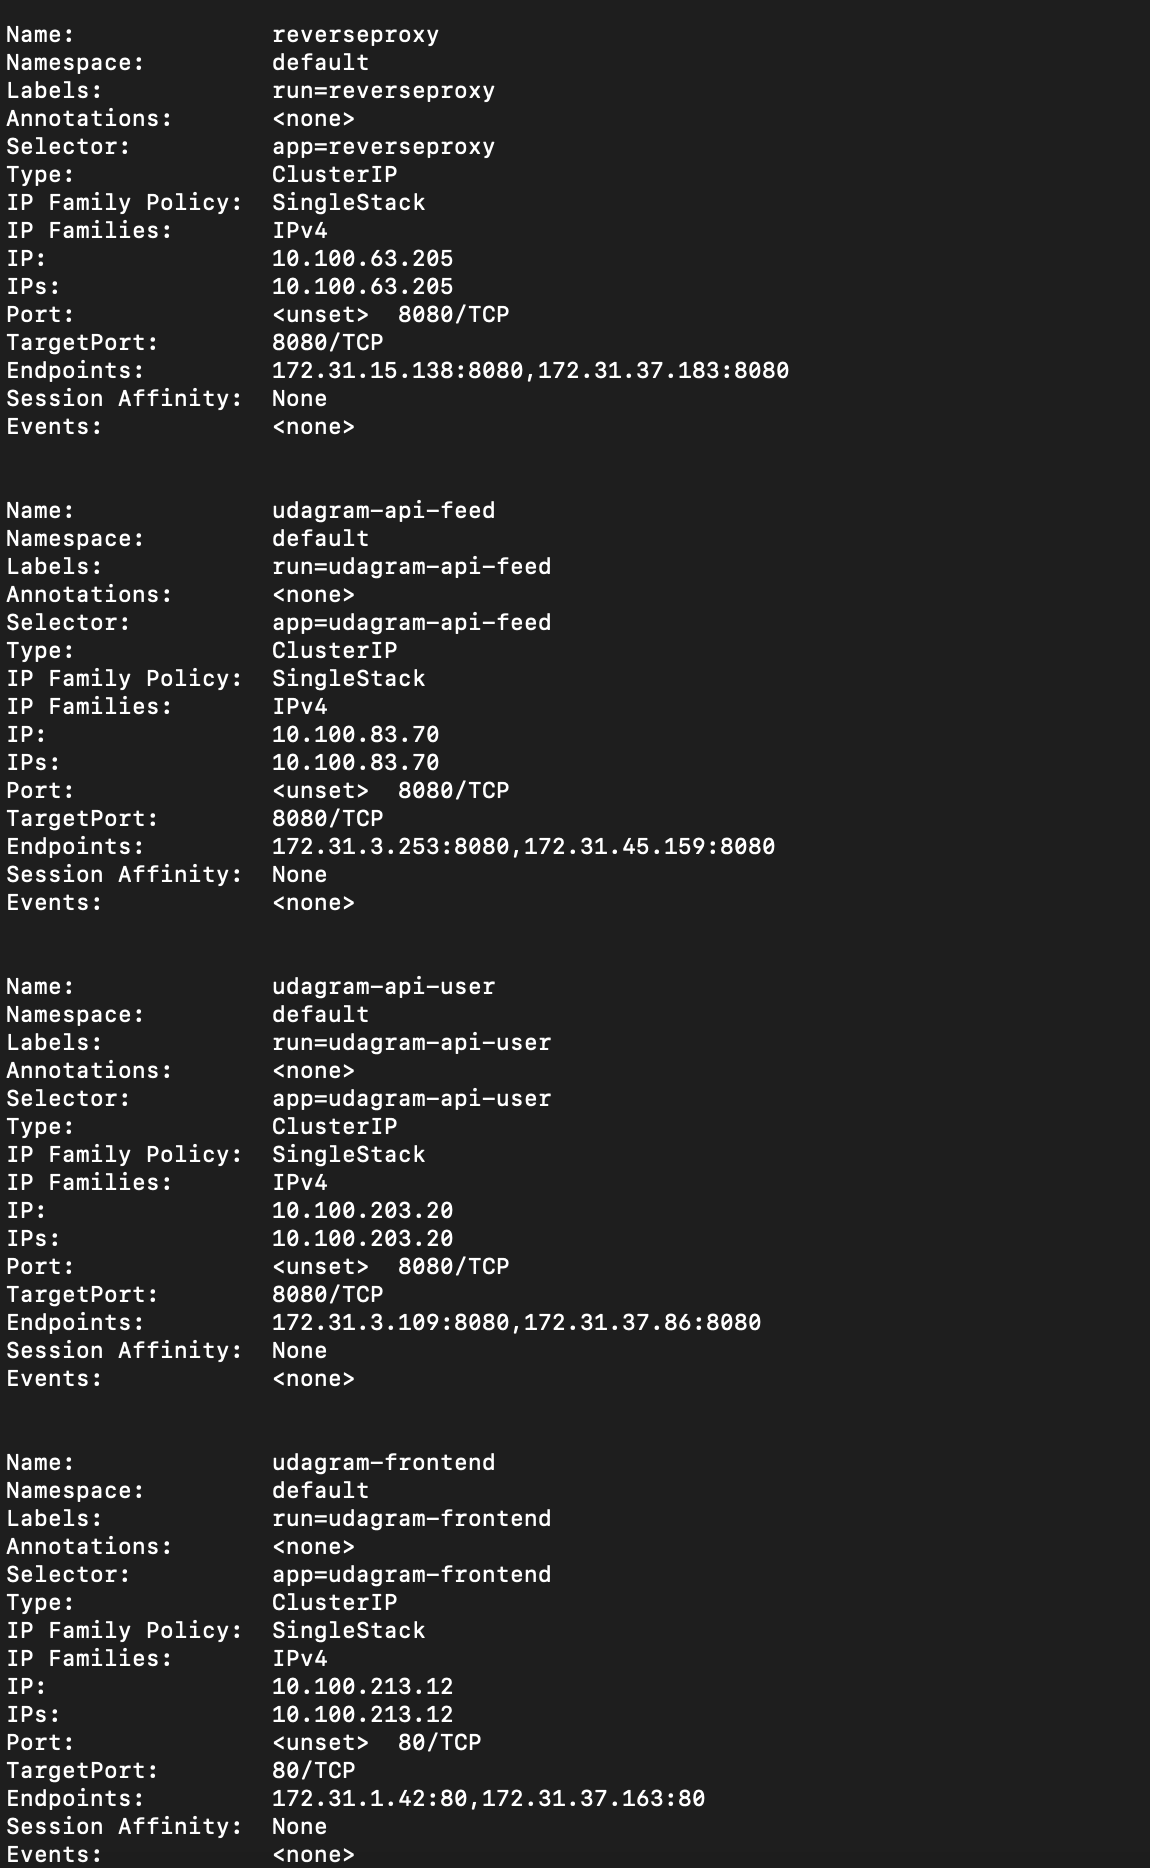 Name:              reverseproxy
Namespace:         default
Labels:            run=reverseproxy
Annotations:       <none>
Selector:          app=reverseproxy
Type:              ClusterIP
IP Family Policy:  SingleStack
IP Families:       IPv4
IP:                10.100.63.205
IPs:               10.100.63.205
Port:              <unset>  8080/TCP
TargetPort:        8080/TCP
Endpoints:         172.31.15.138:8080,172.31.37.183:8080
Session Affinity:  None
Events:            <none>

Name:              udagram-api-feed
Namespace:         default
Labels:            run=udagram-api-feed
Annotations:       <none>
Selector:          app=udagram-api-feed
Type:              ClusterIP
IP Family Policy:  SingleStack
IP Families:       IPv4
IP:                10.100.83.70
IPs:               10.100.83.70
Port:              <unset>  8080/TCP
TargetPort:        8080/TCP
Endpoints:         172.31.3.253:8080,172.31.45.159:8080
Session Affinity:  None
Events:            <none>

Name:              udagram-api-user
Namespace:         default
Labels:            run=udagram-api-user
Annotations:       <none>
Selector:          app=udagram-api-user
Type:              ClusterIP
IP Family Policy:  SingleStack
IP Families:       IPv4
IP:                10.100.203.20
IPs:               10.100.203.20
Port:              <unset>  8080/TCP
TargetPort:        8080/TCP
Endpoints:         172.31.3.109:8080,172.31.37.86:8080
Session Affinity:  None
Events:            <none>

Name:              udagram-frontend
Namespace:         default
Labels:            run=udagram-frontend
Annotations:       <none>
Selector:          app=udagram-frontend
Type:              ClusterIP
IP Family Policy:  SingleStack
IP Families:       IPv4
IP:                10.100.213.12
IPs:               10.100.213.12
Port:              <unset>  80/TCP
TargetPort:        80/TCP
Endpoints:         172.31.1.42:80,172.31.37.163:80
Session Affinity:  None
Events:            <none>